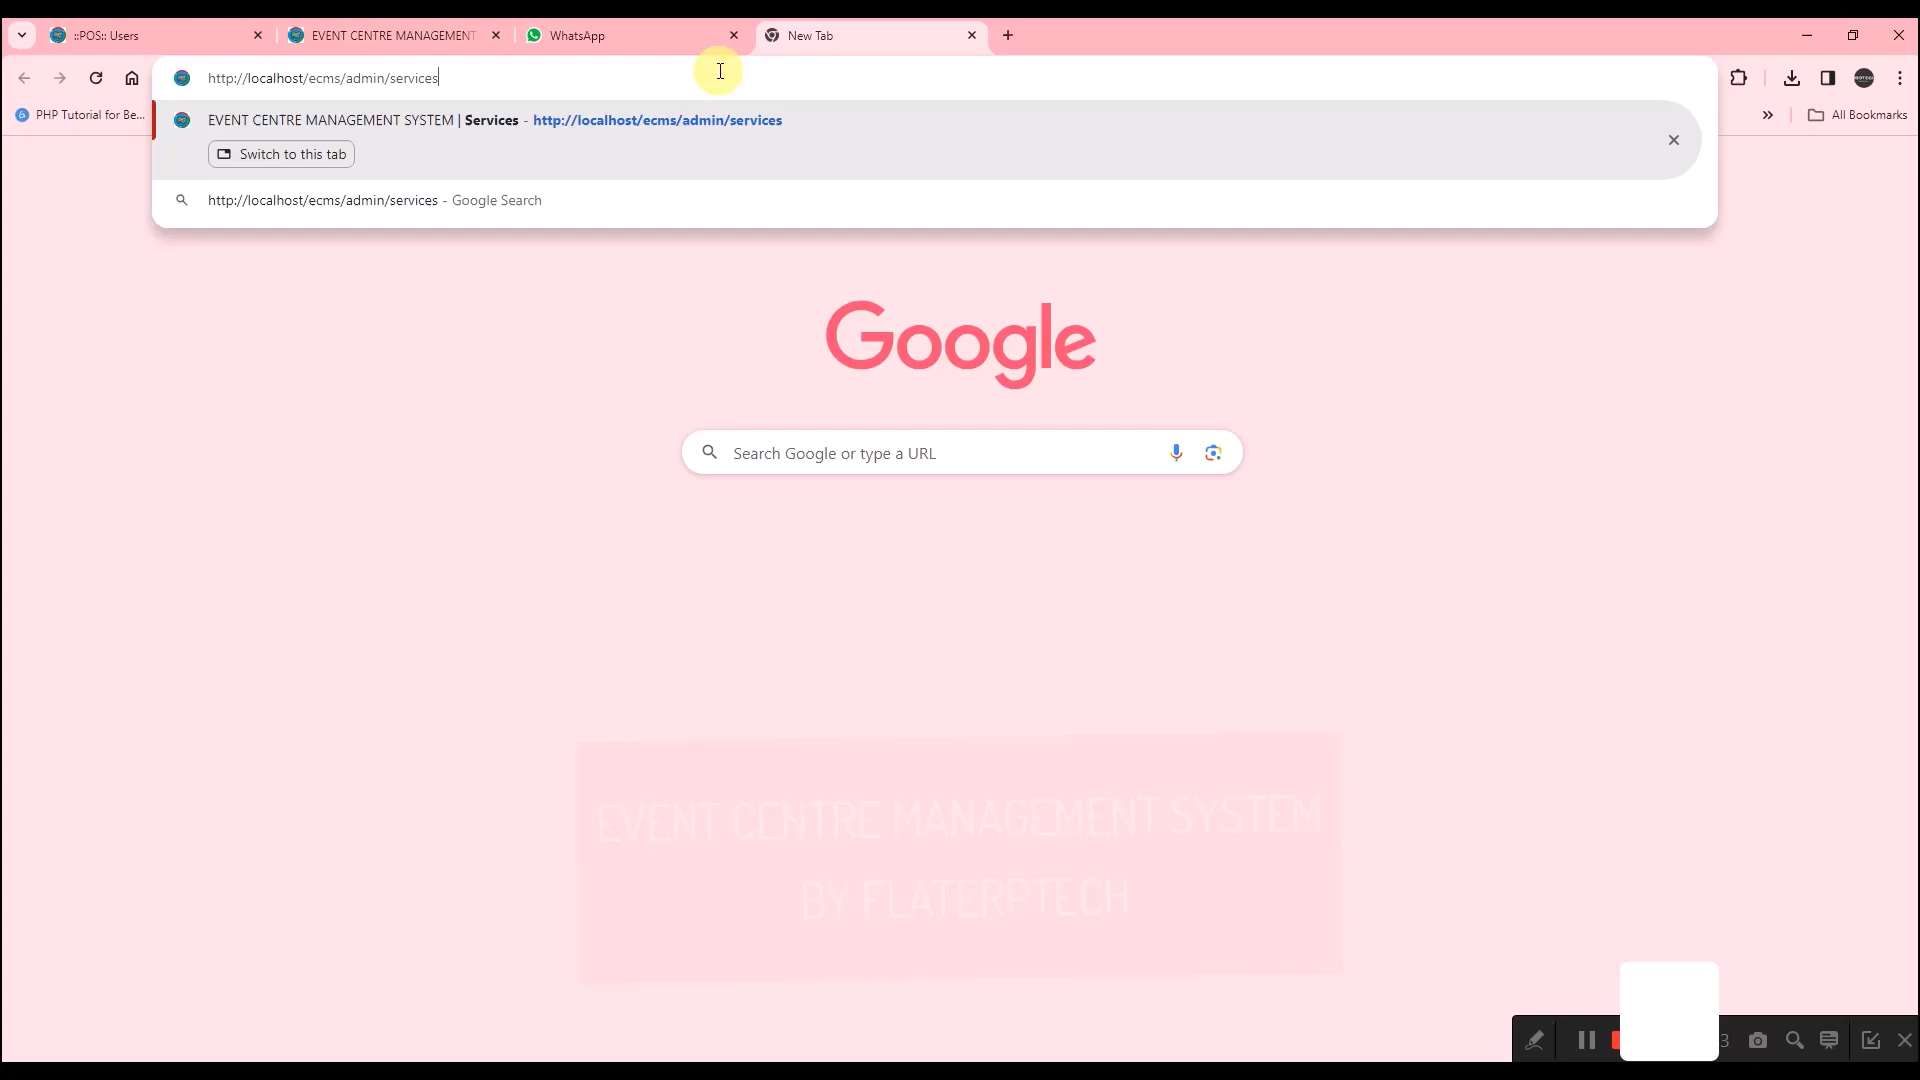 ::POS:: Users
EVENT CENTRE MANAGEMENT
WhatsApp
New Tab
http://localhost/ecms/admin/services
PHP Tutorial for Be...
All Bookmarks
EVENT CENTRE MANAGEMENT SYSTEM | Services - http://localhost/ecms/admin/services
Switch to this tab
http://localhost/ecms/admin/services - Google Search
Google
Search Google or type a URL
EVENT CENTRE MANAGEMENT SYSTEM
BY FLATERPTECH
3